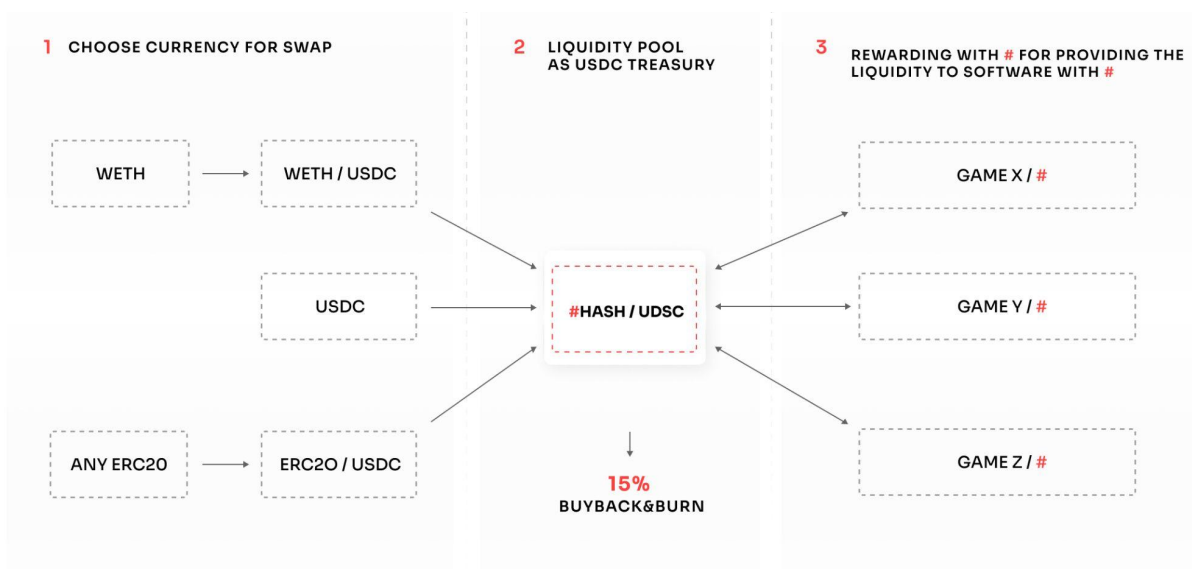 1 CHOOSE CURRENCY FOR SWAP
2 LIQUIDITY POOL
AS USDC TREASURY
3 REWARDING WITH # FOR PROVIDING THE
LIQUIDITY TO SOFTWARE WITH #
WETH
WETH / USDC
USDC
ANY ERC20
ERC2O / USDC
#HASH / UDSC
15%
BUYBACK&BURN
GAME X / #
GAME Y / #
GAME Z / #